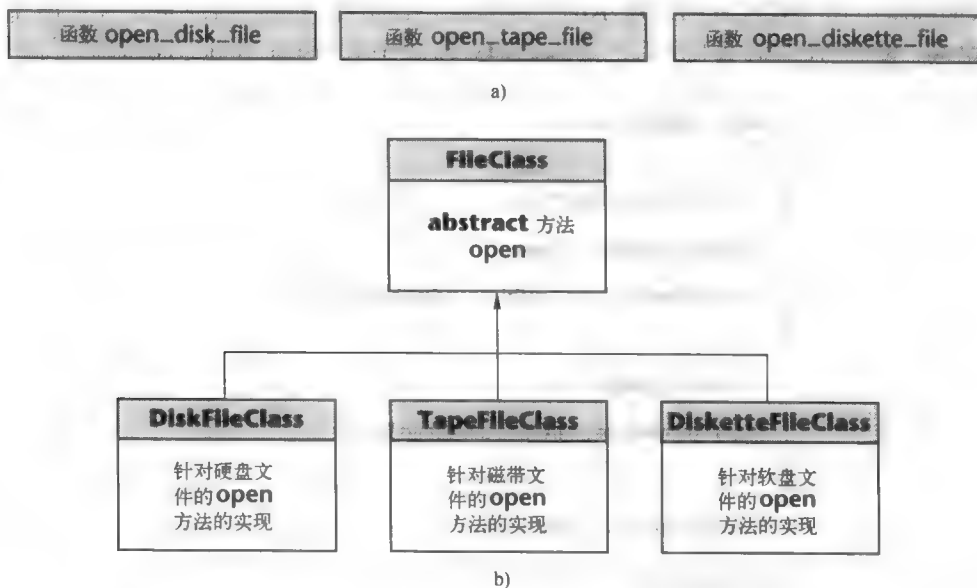 函数 open_disk_file
函数 open_tape_file
函数 open_diskette_file
a)
FileClass
abstract 方法
open
DiskFileClass
针对硬盘文
件的open
方法的实现
TapeFileClass
针对磁带文
件的open
方法的实现
DisketteFileClass
针对软盘文
件的open
方法的实现
b)